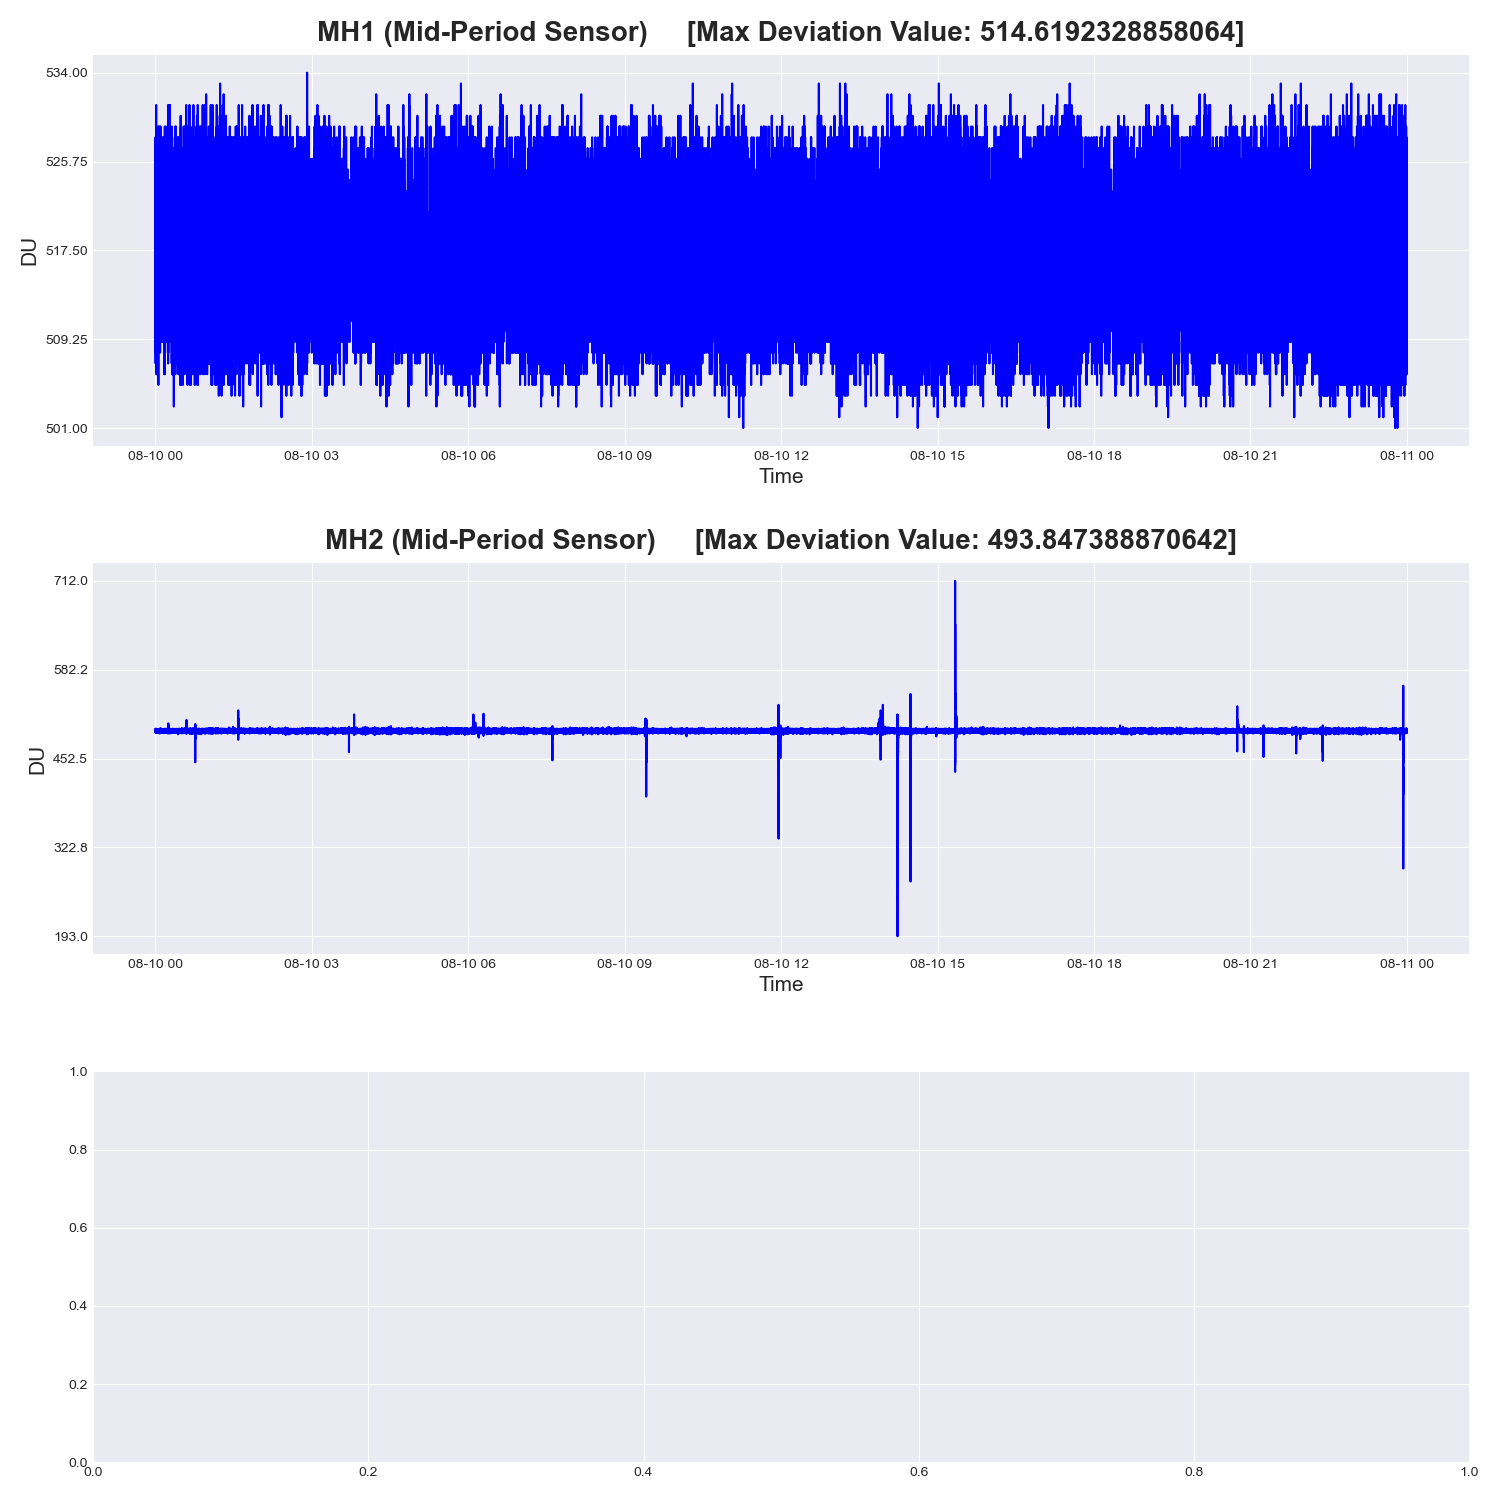 MH1 (Mid-Period Sensor) [Max Deviation Value: 514.6192328858064]
534.00
525.75
517.50
509.25
501.00
DU
08-10 00 08-10 03 08-10 06 08-10 09 08-10 12 08-10 15 08-10 18 08-10 21 08-11 00
Time
MH2 (Mid-Period Sensor) [Max Deviation Value: 493.847388870642]
712.0
582.2
452.5
322.8
193.0
DU
08-10 00 08-10 03 08-10 06 08-10 09 08-10 12 08-10 15 08-10 18 08-10 21 08-11 00
Time
1.0
0.8
0.6
0.4
0.2
0.0
0.0 0.2 0.4 0.6 0.8 1.0